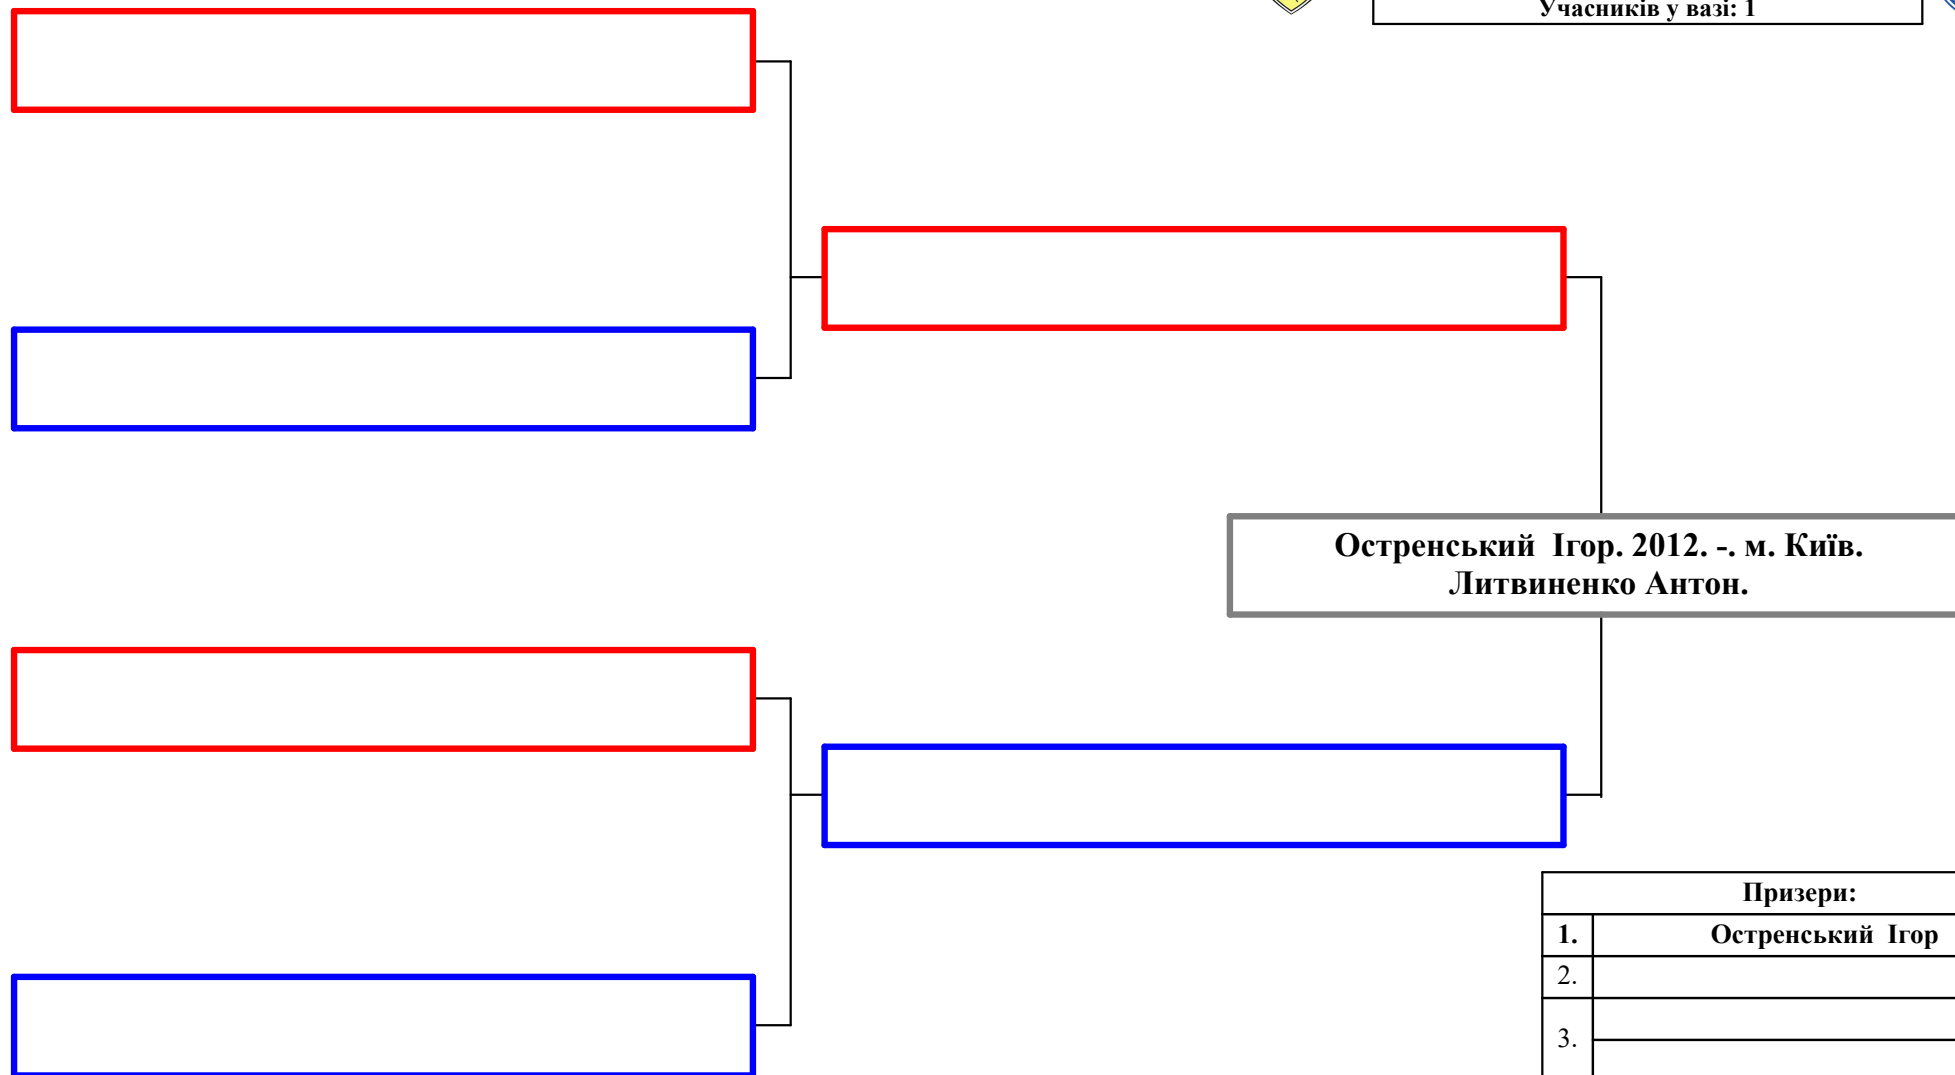 Учасників у вазі: 1
Остренський Ігор. 2012. -. м. Київ.
Литвиненко Антон.
Призери:
1. Остренський Ігор
2.
3.